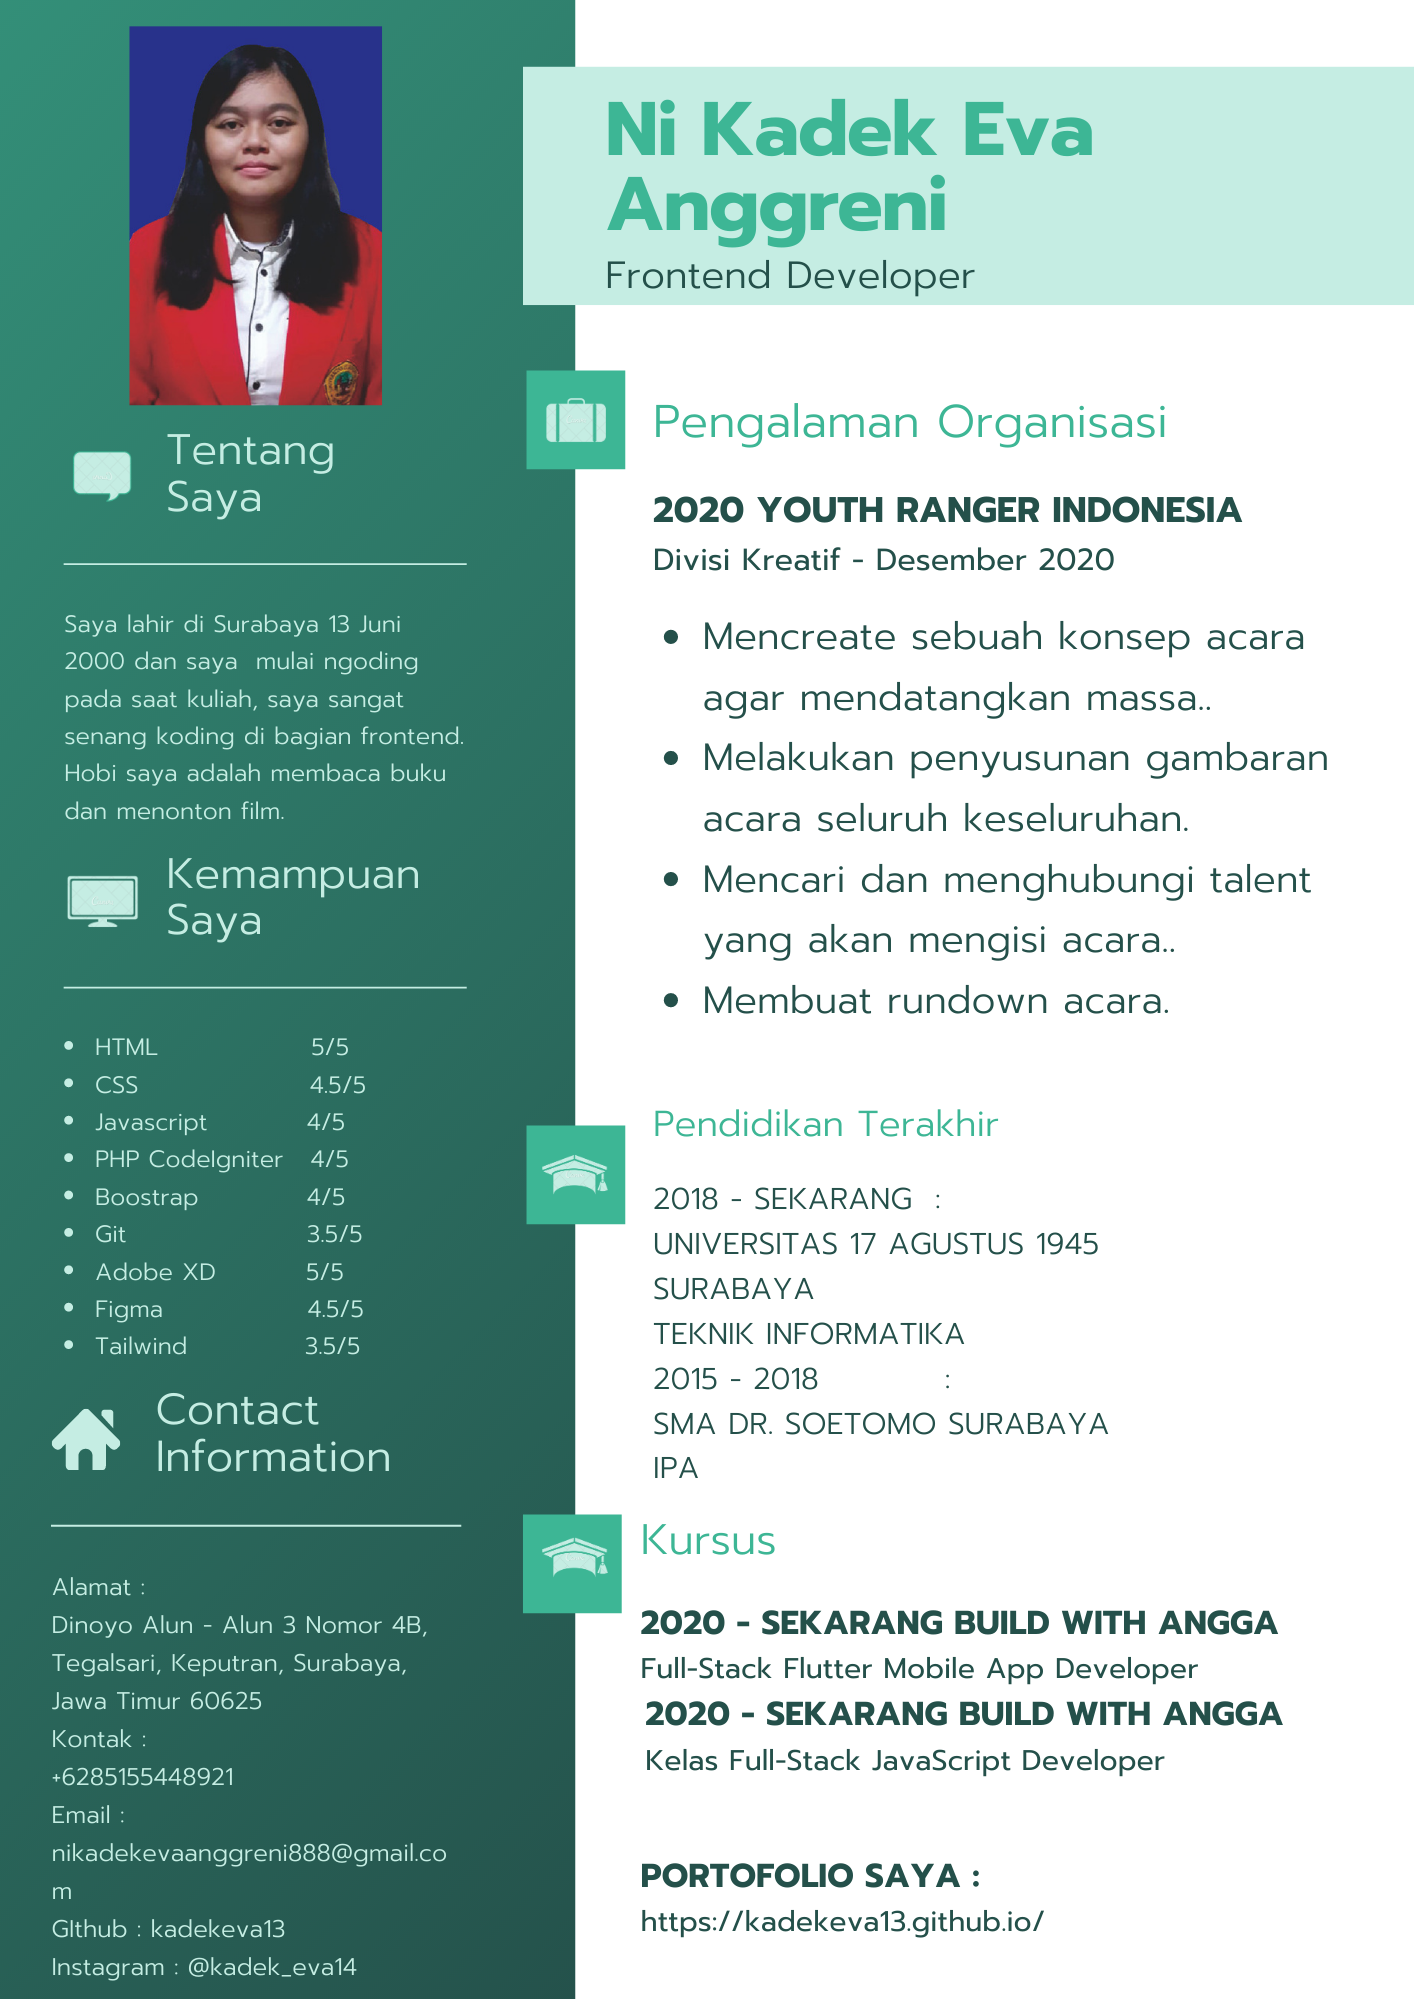 Ni Kadek Eva
Anggreni
Frontend Developer
Tentang
Saya
Saya lahir di Surabaya 13 Juni
2000 dan saya  mulai ngoding
pada saat kuliah, saya sangat
senang koding di bagian frontend.
Hobi saya adalah membaca buku
dan menonton film.
Kemampuan
Saya
• HTML 5/5
• CSS 4.5/5
• Javascript 4/5
• PHP CodeIgniter 4/5
• Boostrap 4/5
• Git 3.5/5
• Adobe XD 5/5
• Figma 4.5/5
• Tailwind 3.5/5
Contact
Information
Alamat :
Dinoyo Alun - Alun 3 Nomor 4B,
Tegalsari, Keputran, Surabaya,
Jawa Timur 60625
Kontak :
+6285155448921
Email :
nikadekevaanggreni888@gmail.co
m
GIthub : kadekeva13
Instagram : @kadek_eva14
Pengalaman Organisasi
2020 YOUTH RANGER INDONESIA
Divisi Kreatif - Desember 2020
• Mencreate sebuah konsep acara
agar mendatangkan massa..
• Melakukan penyusunan gambaran
acara seluruh keseluruhan.
• Mencari dan menghubungi talent
yang akan mengisi acara..
• Membuat rundown acara.
Pendidikan Terakhir
2018 - SEKARANG :
UNIVERSITAS 17 AGUSTUS 1945
SURABAYA
TEKNIK INFORMATIKA
2015 - 2018 :
SMA DR. SOETOMO SURABAYA
IPA
Kursus
2020 - SEKARANG BUILD WITH ANGGA
Full-Stack Flutter Mobile App Developer
2020 - SEKARANG BUILD WITH ANGGA
Kelas Full-Stack JavaScript Developer
PORTOFOLIO SAYA :
https://kadekeva13.github.io/